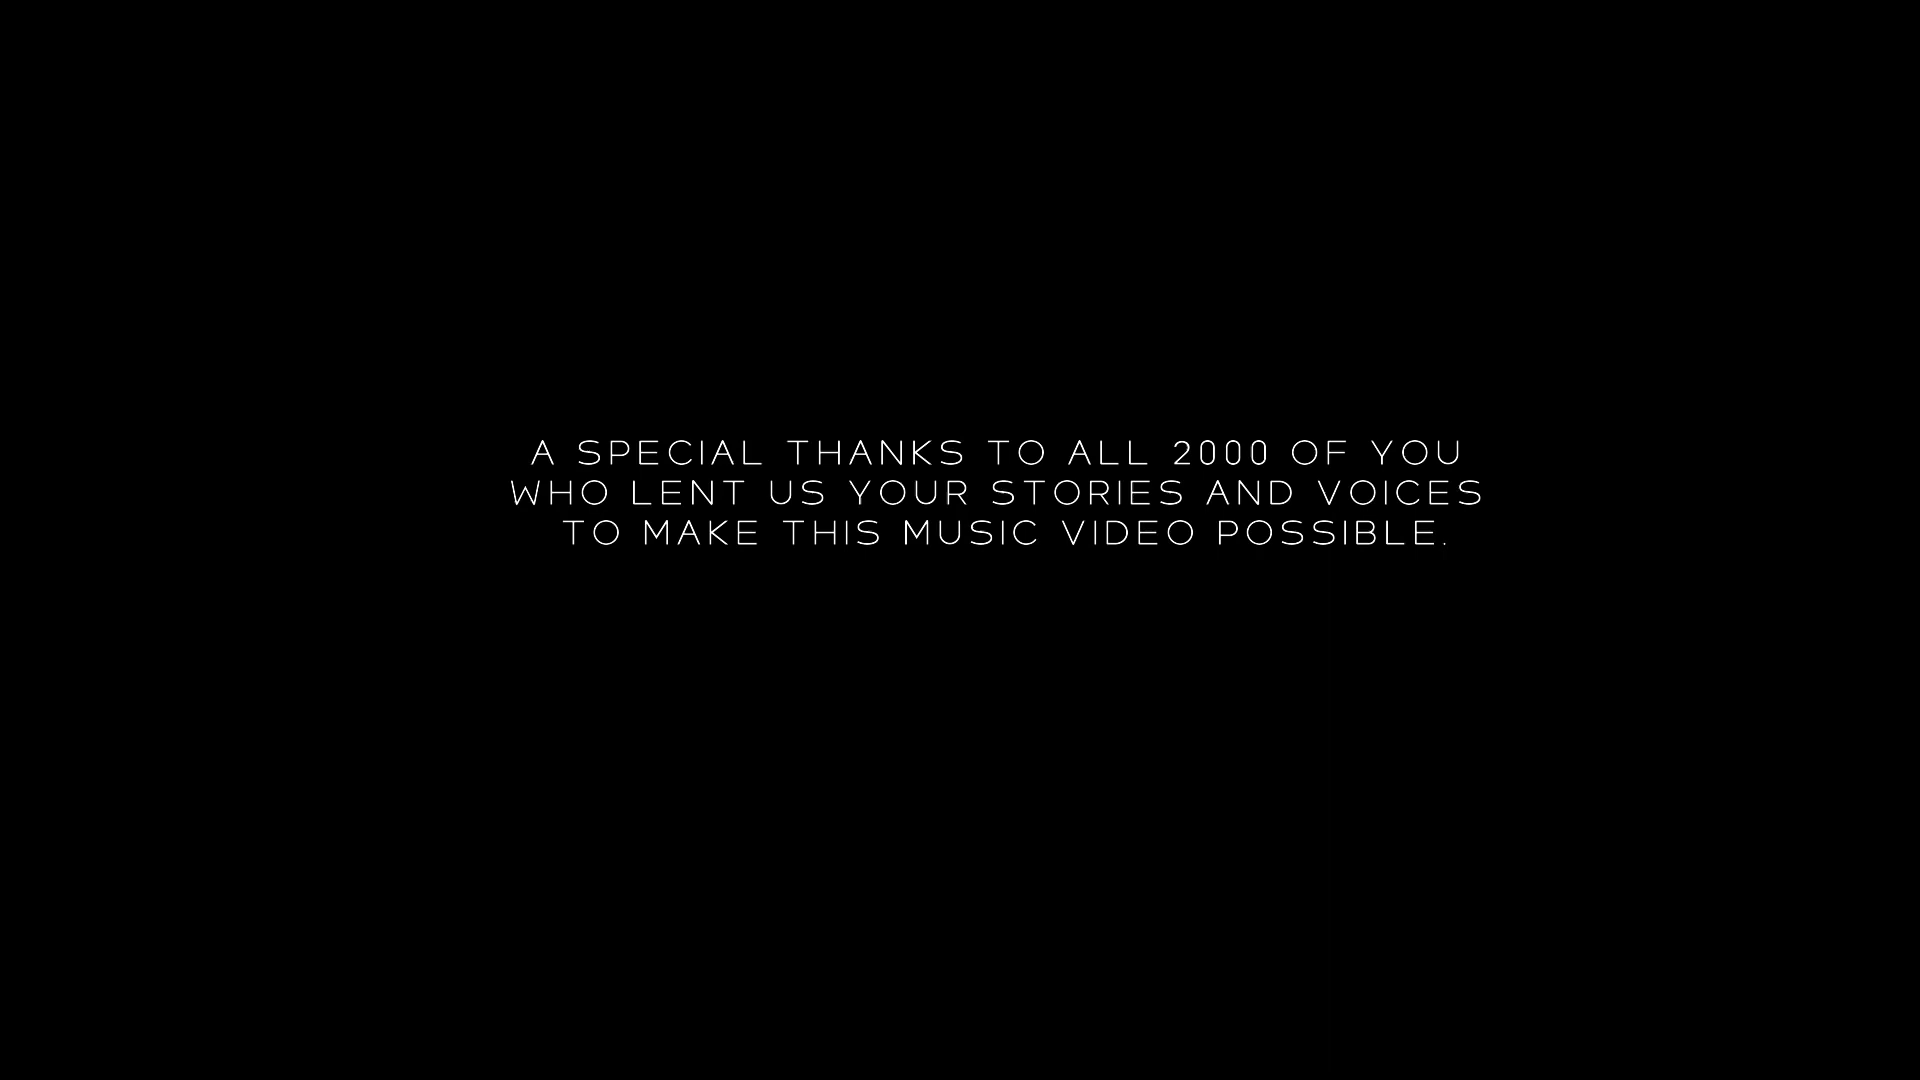 A SPECIAL THANKS TO ALL 2000 OF YOU
WHO LENT US YOUR STORIES AND VOICES
TO MAKE THIS MUSIC VIDEO POSSIBLE.